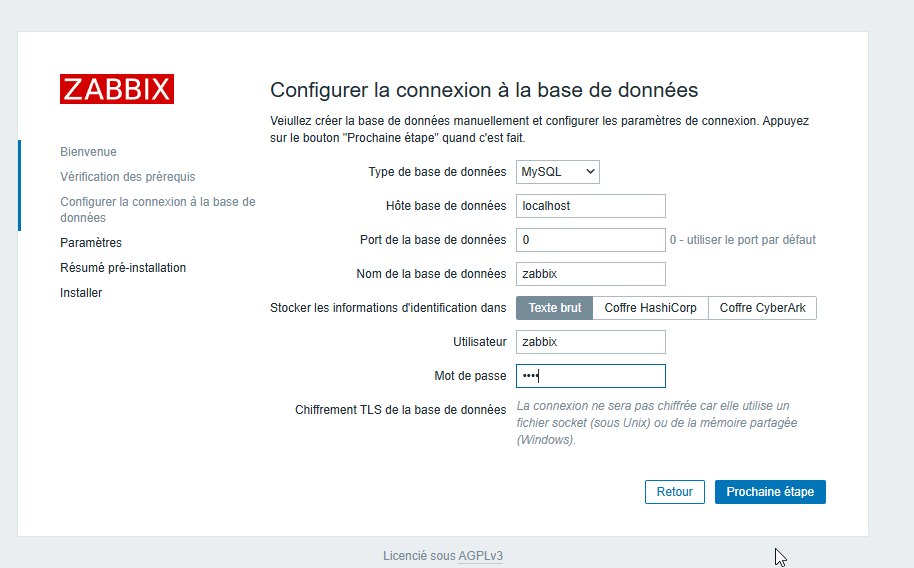 ZABBIX
Bienvenue
Vérification des prérequis
Configurer la connexion à la base de
données
Paramètres
Résumé pré-installation
Installer
Configurer la connexion à la base de données
Veiullez créer la base de données manuellement et configurer les paramètres de connexion. Appuyez
sur le bouton "Prochaine étape" quand c'est fait.
Type de base de données MySQL
Hôte base de données localhost
Port de la base de données 0 0 - utiliser le port par défaut
Nom de la base de données zabbix
Stocker les informations d'identification dans Texte brut Coffre HashiCorp Coffre CyberArk
Utilisateur zabbix
Mot de passe ••••
Chiffrement TLS de la base de données La connexion ne sera pas chiffrée car elle utilise un
fichier socket (sous Unix) ou de la mémoire partagée
(Windows).
Retour Prochaine étape
Licencié sous AGPLv3